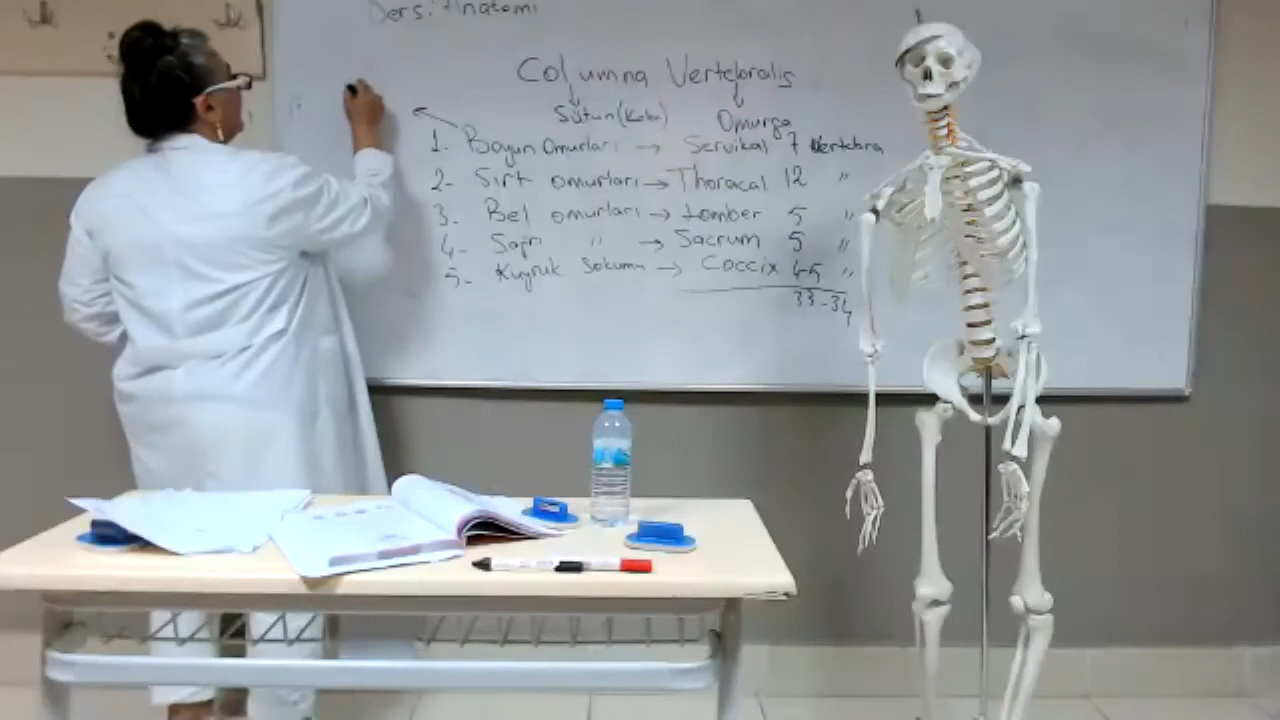 Ders: Anatomi
Columna Vertebralis
Sütun (Kolon) Omurga
1. Boyun Omurları → Servikal 7 Vertebra
2- Sırt omurları → Thoracal 12 "
3- Bel omurları → Lomber 5 "
4- Sağrı " → Sacrum 5 "
5- Kuyruk Sokumu → Coccix 4-5 "
33-34